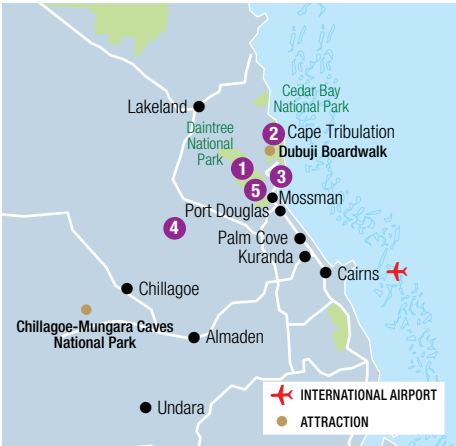 Cedar Bay
National Park
Lakeland
2
Cape Tribulation
Daintree
National
Park
Dubuji Boardwalk
1
3
5
Mossman
Port Douglas
4
Palm Cove
Kuranda
Cairns
Chillagoe
Chillagoe-Mungara Caves
National Park
Almaden
Undara
INTERNATIONAL AIRPORT
ATTRACTION